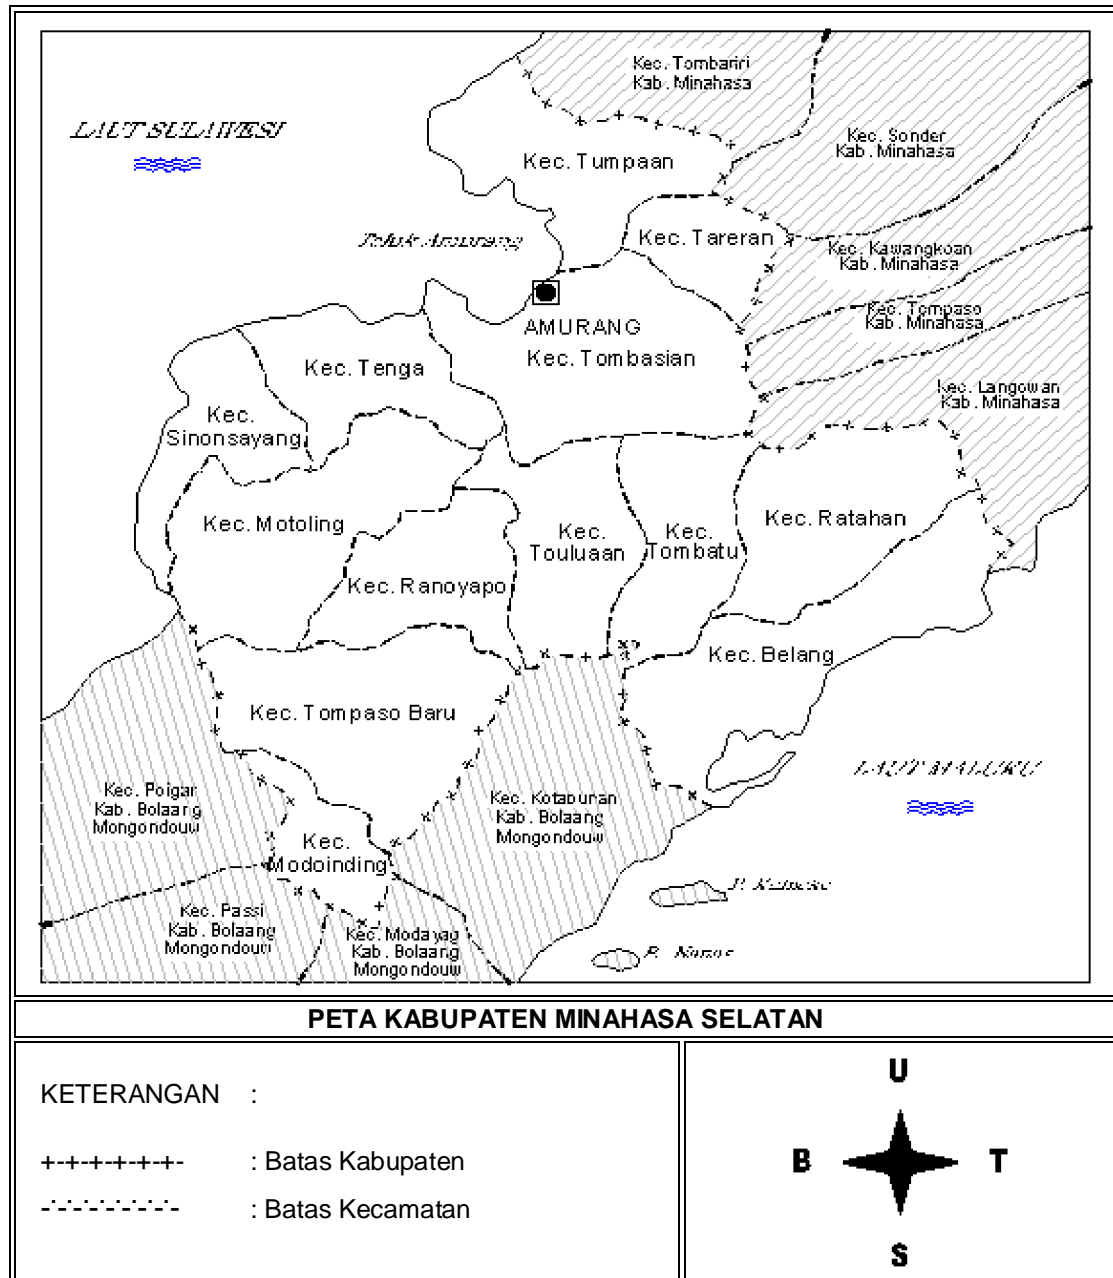 Kec. Tombariri
Kab. Minahasa
LAUT SULAWESI
Kec. Sonder
Kab. Minahasa
Kec. Tumpaan
Teluk Amurang
Kec. Tareran
Kec. Kawangkoan
Kab. Minahasa
Kec. Tompaso
Kab. Minahasa
AMURANG
Kec. Tombasian
Kec. Tenga
Kec. Langowan
Kab. Minahasa
Kec.
Sinonsayang
Kec. Motoling
Kec.
Touluaan
Kec.
Tombatu
Kec. Ratahan
Kec. Ranoyapo
Kec. Belang
Kec. Tompaso Baru
LAUT MALUKU
Kec. Poigar
Kab. Bolaang
Mongondouw
Kec. Kotabunan
Kab. Bolaang
Mongondouw
Kec.
Modoinding
P.
Kec. Passi
Kab. Bolaang
Mongondouw
Kec. Modayag
Kab. Bolaang
Mongondouw
P.
PETA KABUPATEN MINAHASA SELATAN
KETERANGAN :
+-+-+-+-+-+- : Batas Kabupaten
: Batas Kecamatan
U
B T
S